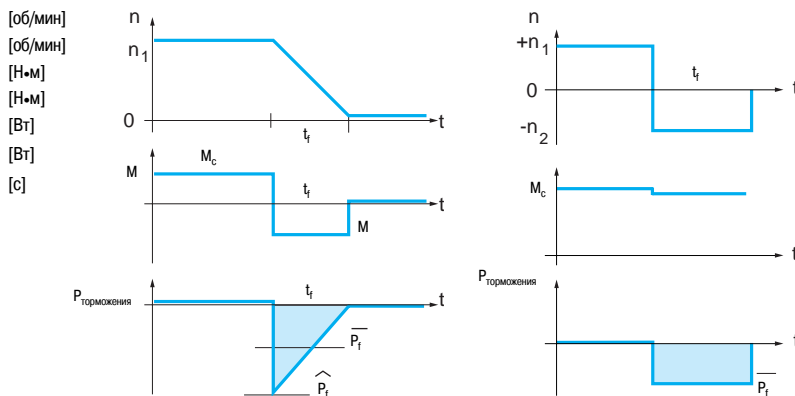 [об/мин]
[об/мин]
[Н•м]
[Н•м]
[Вт]
[Вт]
[с]
n
n1
0
tf
t
M
Mc
tf
t
M
Pторможения
tf
t
Pf
Pf
n
+n1
0
-n2
tf
t
Mc
t
Pторможения
t
Pf